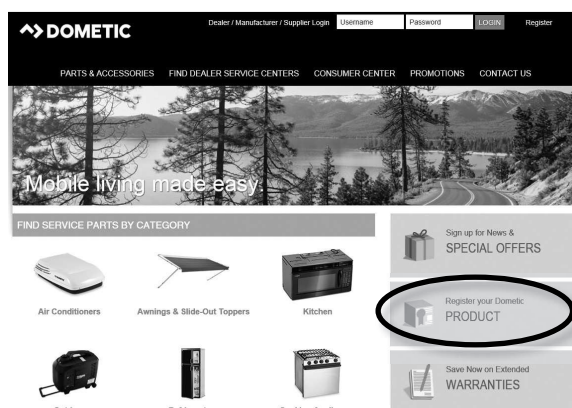 DOMETIC
Dealer / Manufacturer / Supplier Login Username Password LOGIN Register
PARTS & ACCESSORIES FIND DEALER SERVICE CENTERS CONSUMER CENTER PROMOTIONS CONTACT US
Mobile living made easy.
FIND SERVICE PARTS BY CATEGORY
Air Conditioners Awnings & Slide-Out Toppers Kitchen
Sign up for News &
SPECIAL OFFERS
Register your Dometic
PRODUCT
Save Now on Extended
WARRANTIES